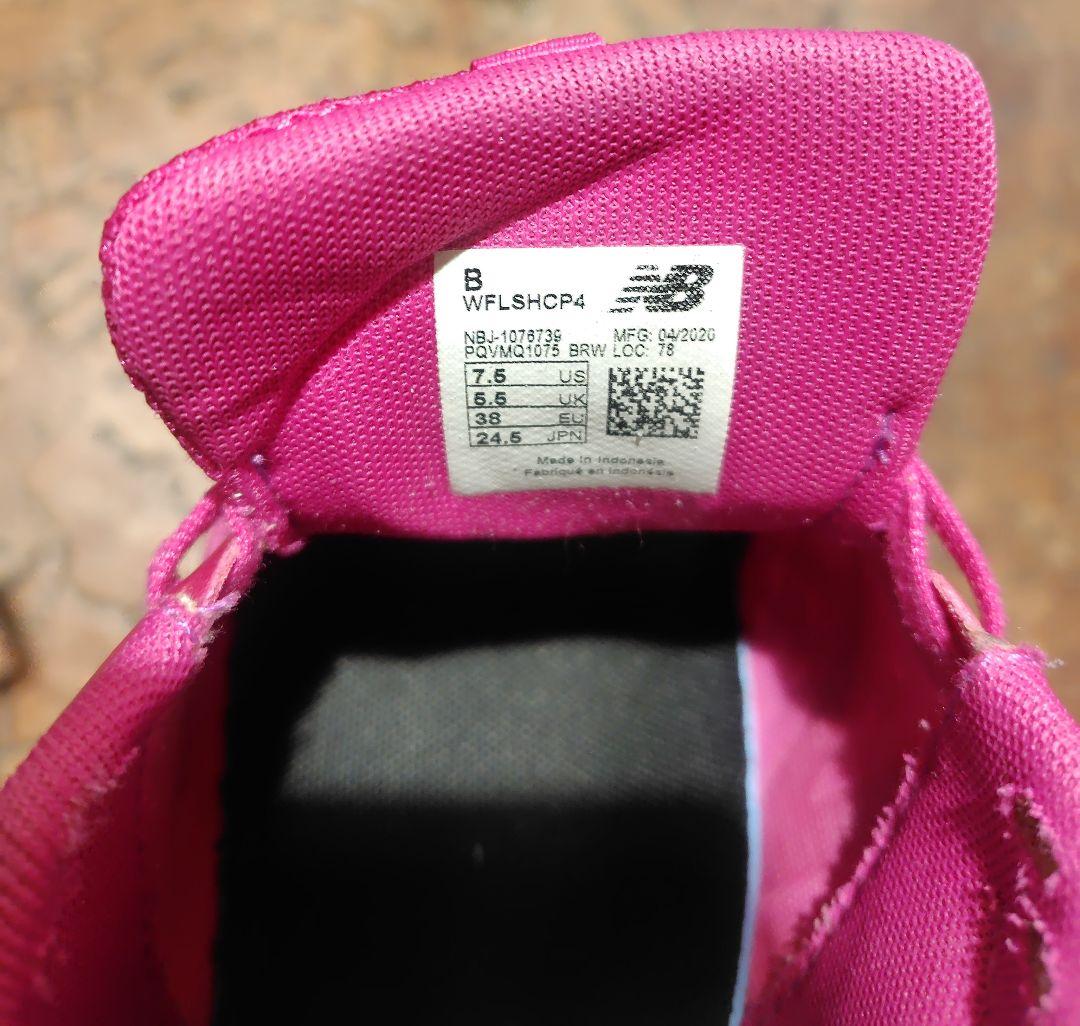 B
WFLSHCP4
NB
NBJ-1076739 MFG: 04/2020
PQVMQ1075 BRW LOC: 78
7.5 US
5.5 UK
38 EU
24.5 JPN
Made in Indonesia
Fabriqué en Indonésie